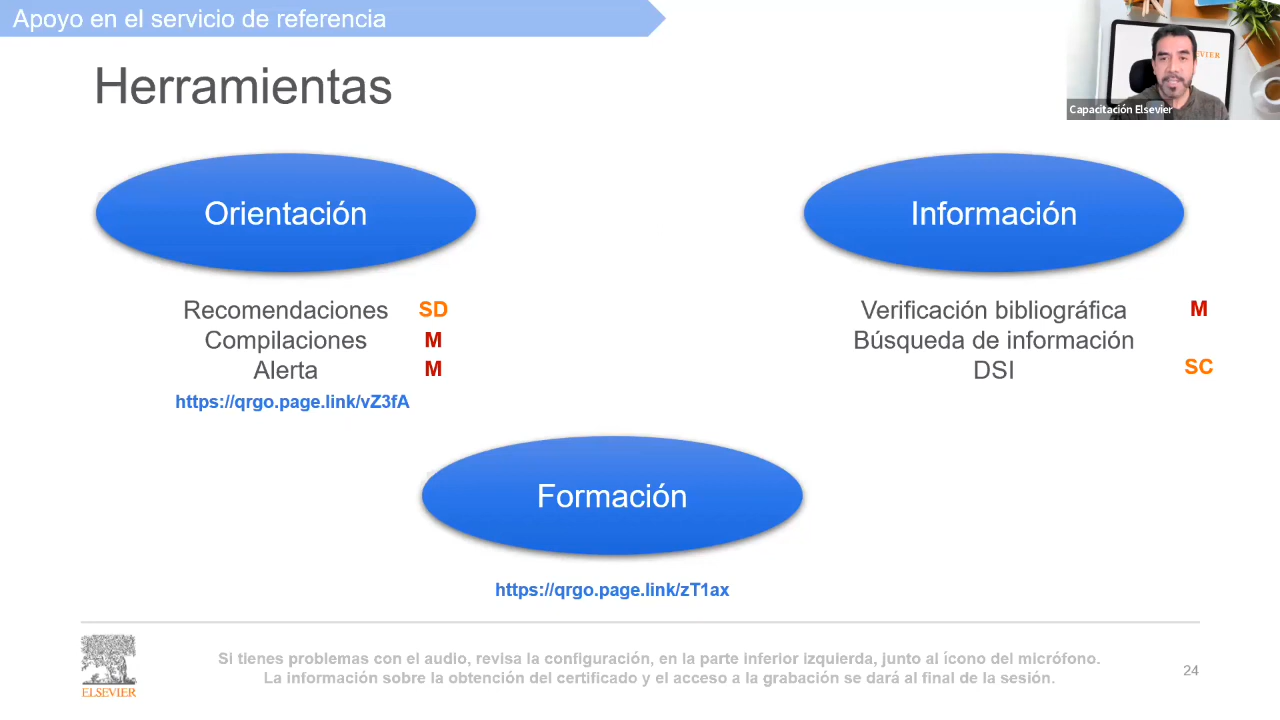 Apoyo en el servicio de referencia
Herramientas
Capacitación Elsevier
Orientación
Información
Recomendaciones SD
Compilaciones M
Alerta M
https://qrgo.page.link/vZ3fA
Verificación bibliográfica M
Búsqueda de información
DSI SC
Formación
https://qrgo.page.link/zT1ax
Si tienes problemas con el audio, revisa la configuración, en la parte inferior izquierda, junto al ícono del micrófono.
La información sobre la obtención del certificado y el acceso a la grabación se dará al final de la sesión.
ELSEVIER
24